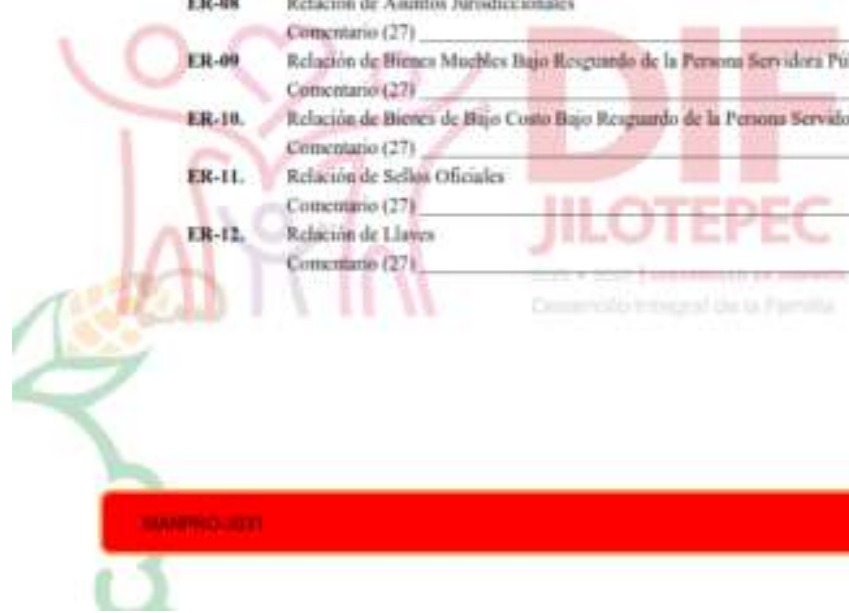 ER-08 Relación de Asuntos Jurisdiccionales
Comentario (27)
ER-09 Relación de Bienes Muebles Bajo Resguardo de la Persona Servidora Pú
Comentario (27)
ER-10. Relación de Bienes de Bajo Costo Bajo Resguardo de la Persona Servido
Comentario (27)
ER-11. Relación de Sellos Oficiales
Comentario (27)
ER-12. Relación de Llaves
Comentario (27)
DIF
JILOTEPEC
Desarrollo Integral de la Familia